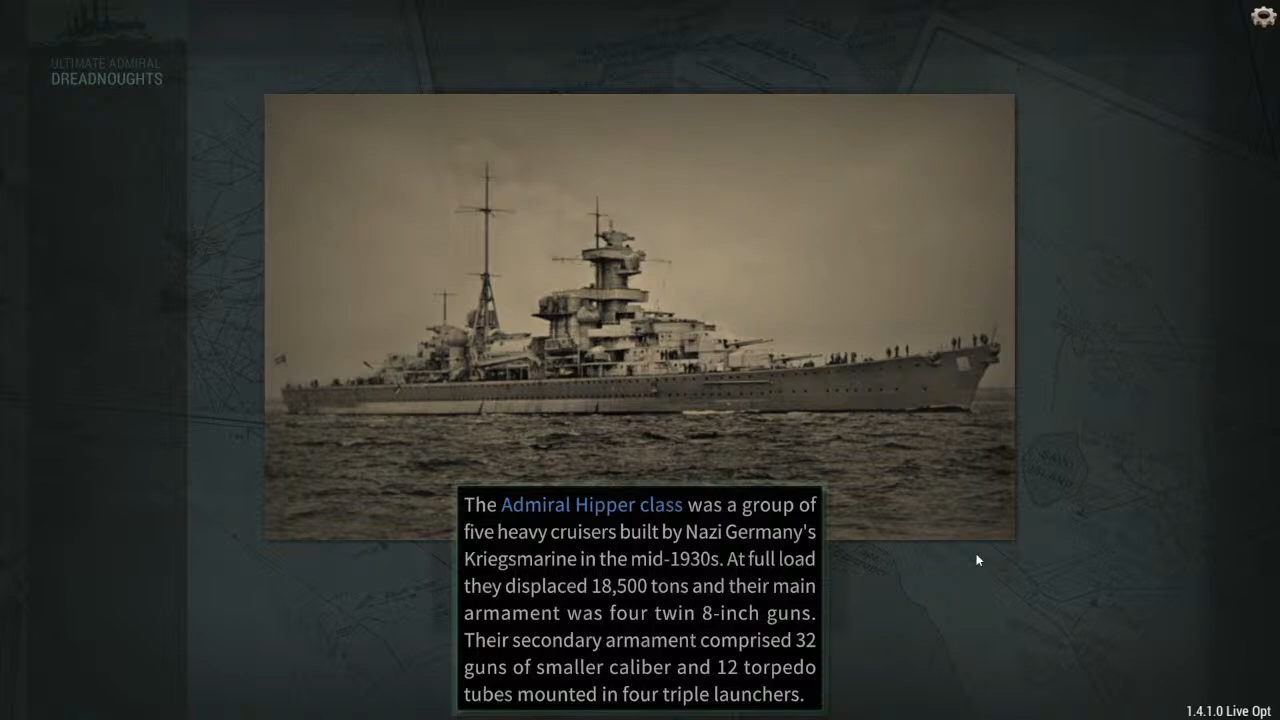 ULTIMATE ADMIRAL
DREADNOUGHTS
The Admiral Hipper class was a group of
five heavy cruisers built by Nazi Germany's
Kriegsmarine in the mid-1930s. At full load
they displaced 18,500 tons and their main
armament was four twin 8-inch guns.
Their secondary armament comprised 32
guns of smaller caliber and 12 torpedo
tubes mounted in four triple launchers.
1.4.1.0 Live Opt